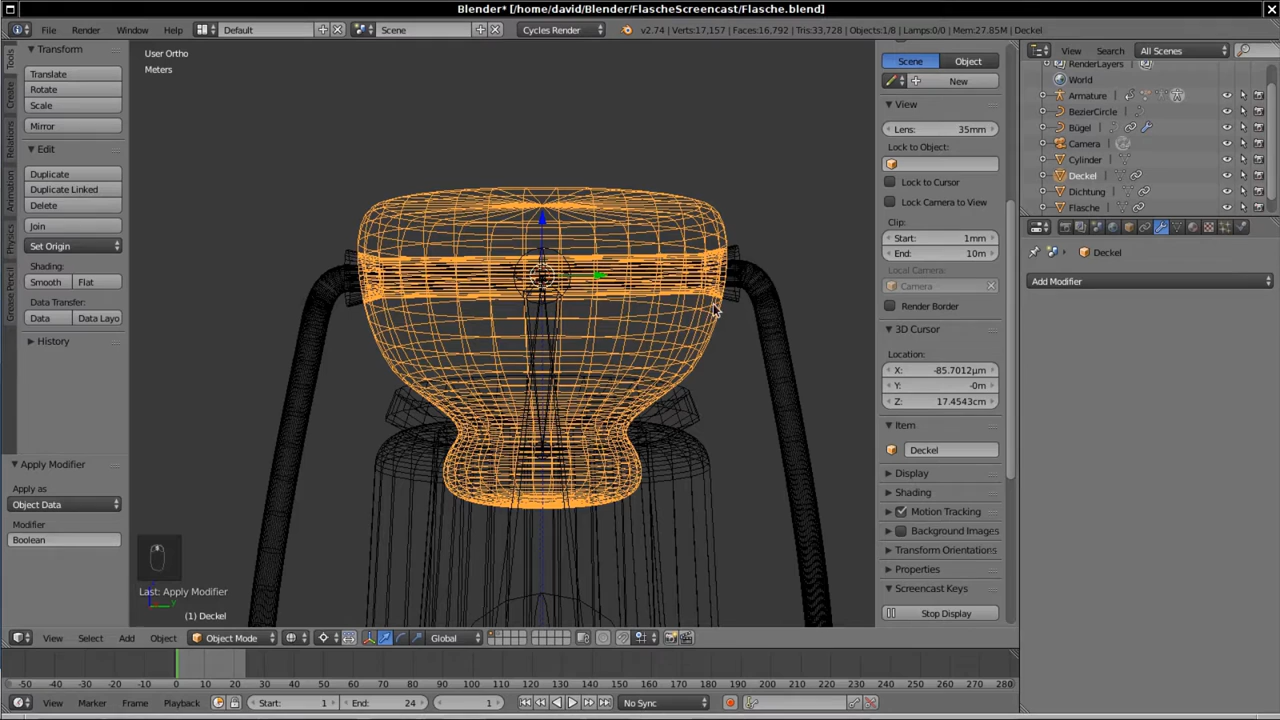 Blender* [/home/david/Blender/FlascheScreencast/Flasche.blend]
File Render Window Help Default Scene Cycles Render v2.74 | Verts:17,157 | Faces:16,792 | Tris:33,728 | Objects:1/8 | Lamps:0/0 | Mem:27.85M | Deckel
View Search All Scenes
Tools
Create
Relations
Animation
Physics
Grease Pencil
Transform
Translate
Rotate
Scale
Mirror
Edit
Duplicate
Duplicate Linked
Delete
Join
Set Origin
Shading:
Smooth Flat
Data Transfer:
Data Data Layo
History
Apply Modifier
Apply as
Object Data
Modifier
Boolean
User Ortho
Meters
Last: Apply Modifier
(1) Deckel
Scene Object
New
View
Lens: 35mm
Lock to Object:
Lock to Cursor
Lock Camera to View
Clip:
Start: 1mm
End: 10m
Local Camera:
Camera
Render Border
3D Cursor
Location:
X: -85.7012µm
Y: -0m
Z: 17.4543cm
Item
Deckel
Display
Shading
Motion Tracking
Background Images
Transform Orientations
Properties
Screencast Keys
Stop Display
RenderLayers
World
Armature
BezierCircle
Bügel
Camera
Cylinder
Deckel
Dichtung
Flasche
Deckel
Add Modifier
View Select Add Object Object Mode Global
-50 -40 -30 -20 -10 0 10 20 30 40 50 60 70 80 90 100 110 120 130 140 150 160 170 180 190 200 210 220 230 240 250 260 270 280
View Marker Frame Playback Start: 1 End: 24 1 No Sync